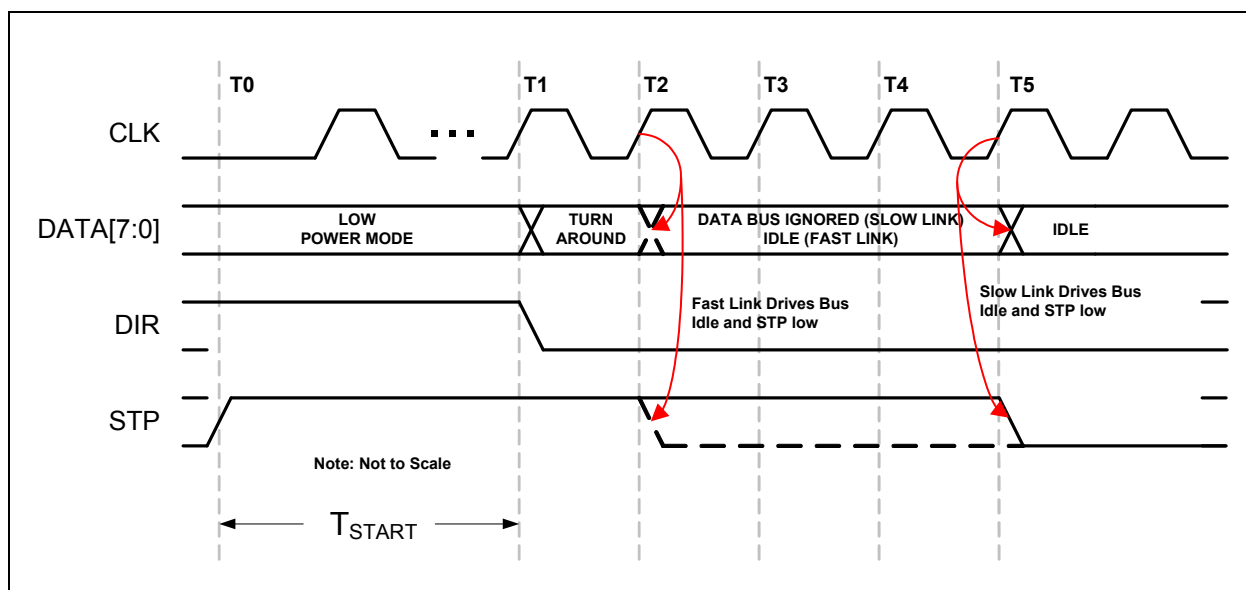 T0
T1
T2
T3
T4
T5
CLK
DATA[7:0]
LOW
POWER MODE
TURN
AROUND
DATA BUS IGNORED (SLOW LINK)
IDLE (FAST LINK)
IDLE
Fast Link Drives Bus
Idle and STP low
Slow Link Drives Bus
Idle and STP low
DIR
STP
Note: Not to Scale
TSTART